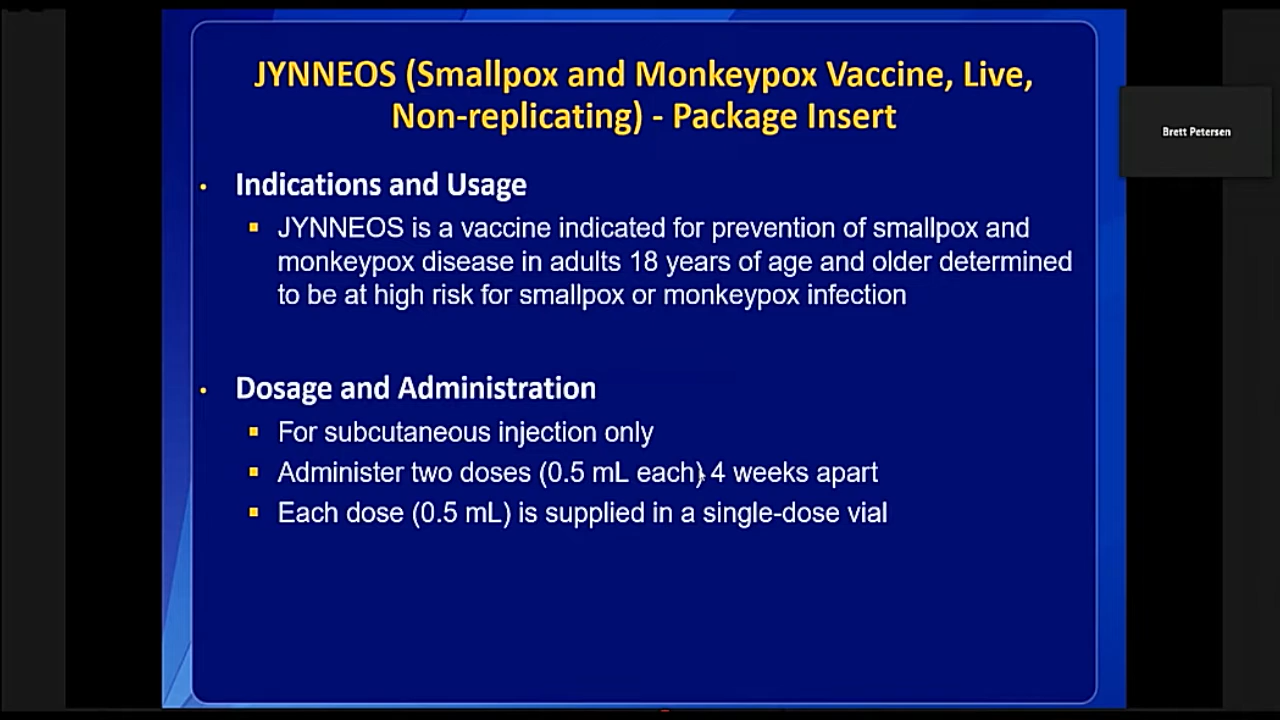 JYNNEOS (Smallpox and Monkeypox Vaccine, Live,
Non-replicating) - Package Insert
Brett Petersen
• Indications and Usage
▪ JYNNEOS is a vaccine indicated for prevention of smallpox and
monkeypox disease in adults 18 years of age and older determined
to be at high risk for smallpox or monkeypox infection
• Dosage and Administration
▪ For subcutaneous injection only
▪ Administer two doses (0.5 mL each) 4 weeks apart
▪ Each dose (0.5 mL) is supplied in a single-dose vial